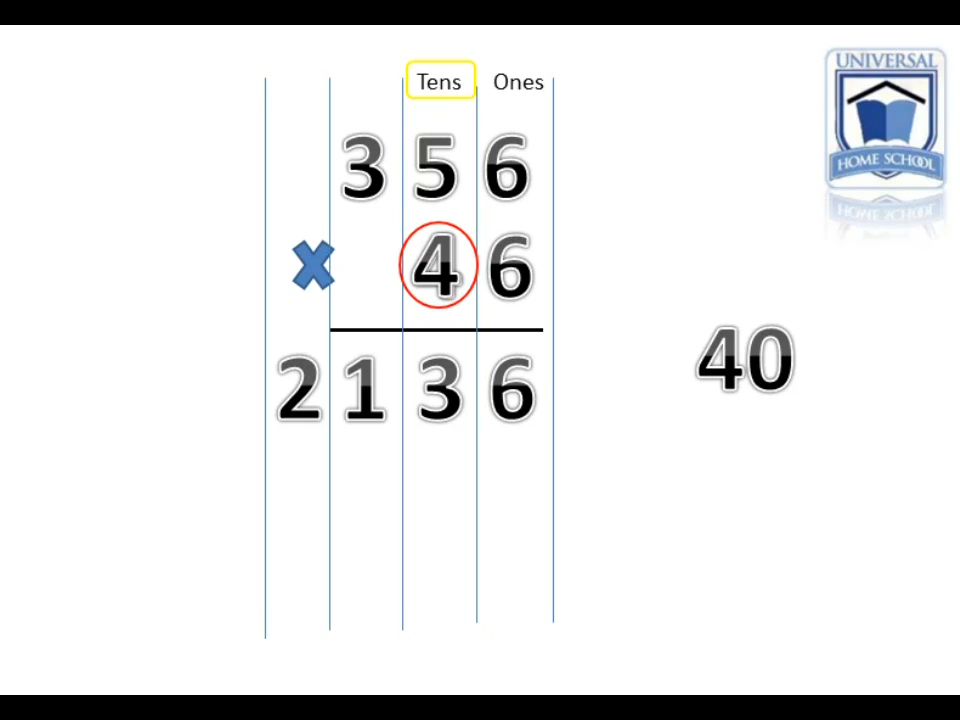 Tens Ones
UNIVERSAL
HOME SCHOOL
3 5 6
× 4 6
2 1 3 6
40